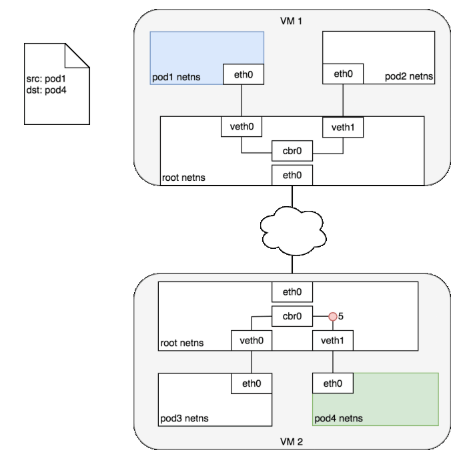 VM 1
src: pod1
dst: pod4
eth0
pod1 netns
eth0
pod2 netns
veth0
veth1
cbr0
eth0
root netns
eth0
cbr0
5
root netns
veth0
veth1
eth0
eth0
pod3 netns
pod4 netns
VM 2